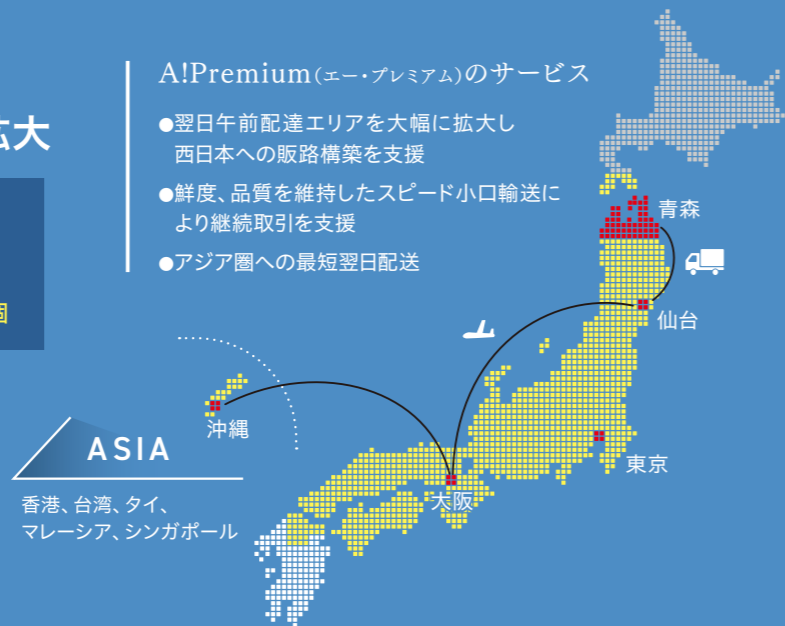 拡大
個
A!Premium（エー・プレミアム）のサービス
●翌日午前配達エリアを大幅に拡大し
西日本への販路構築を支援
●鮮度、品質を維持したスピード小口輸送に
より継続取引を支援
●アジア圏への最短翌日配送
青森
仙台
沖縄
東京
大阪
ASIA
香港、台湾、タイ、
マレーシア、シンガポール